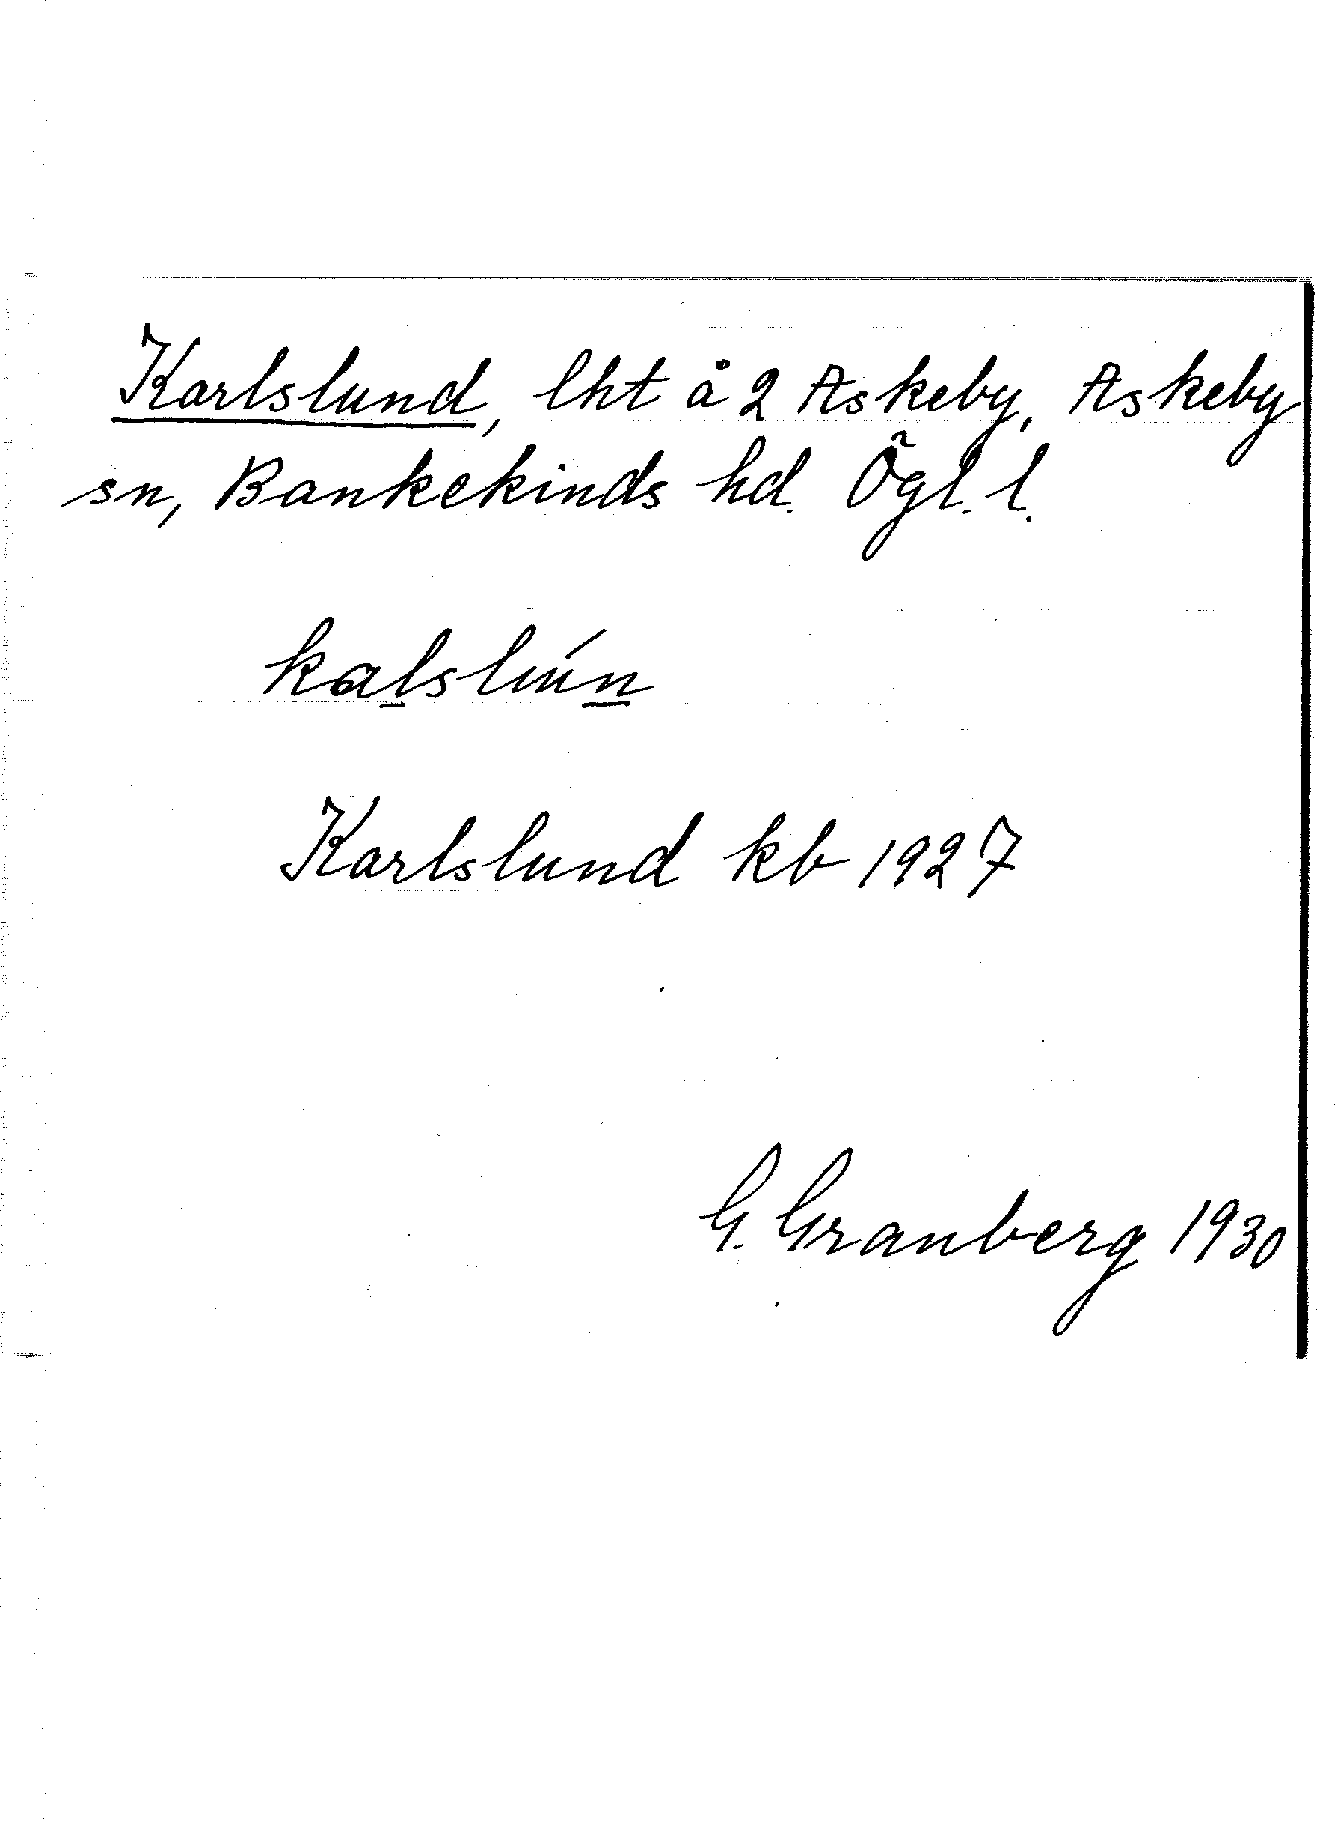 Karlslund, lht å 2 Askeby, Askeby
sn, Bankekinds hd. Ögl. l.
kalslún
Karlslund kb 1927
G. Granberg 1930